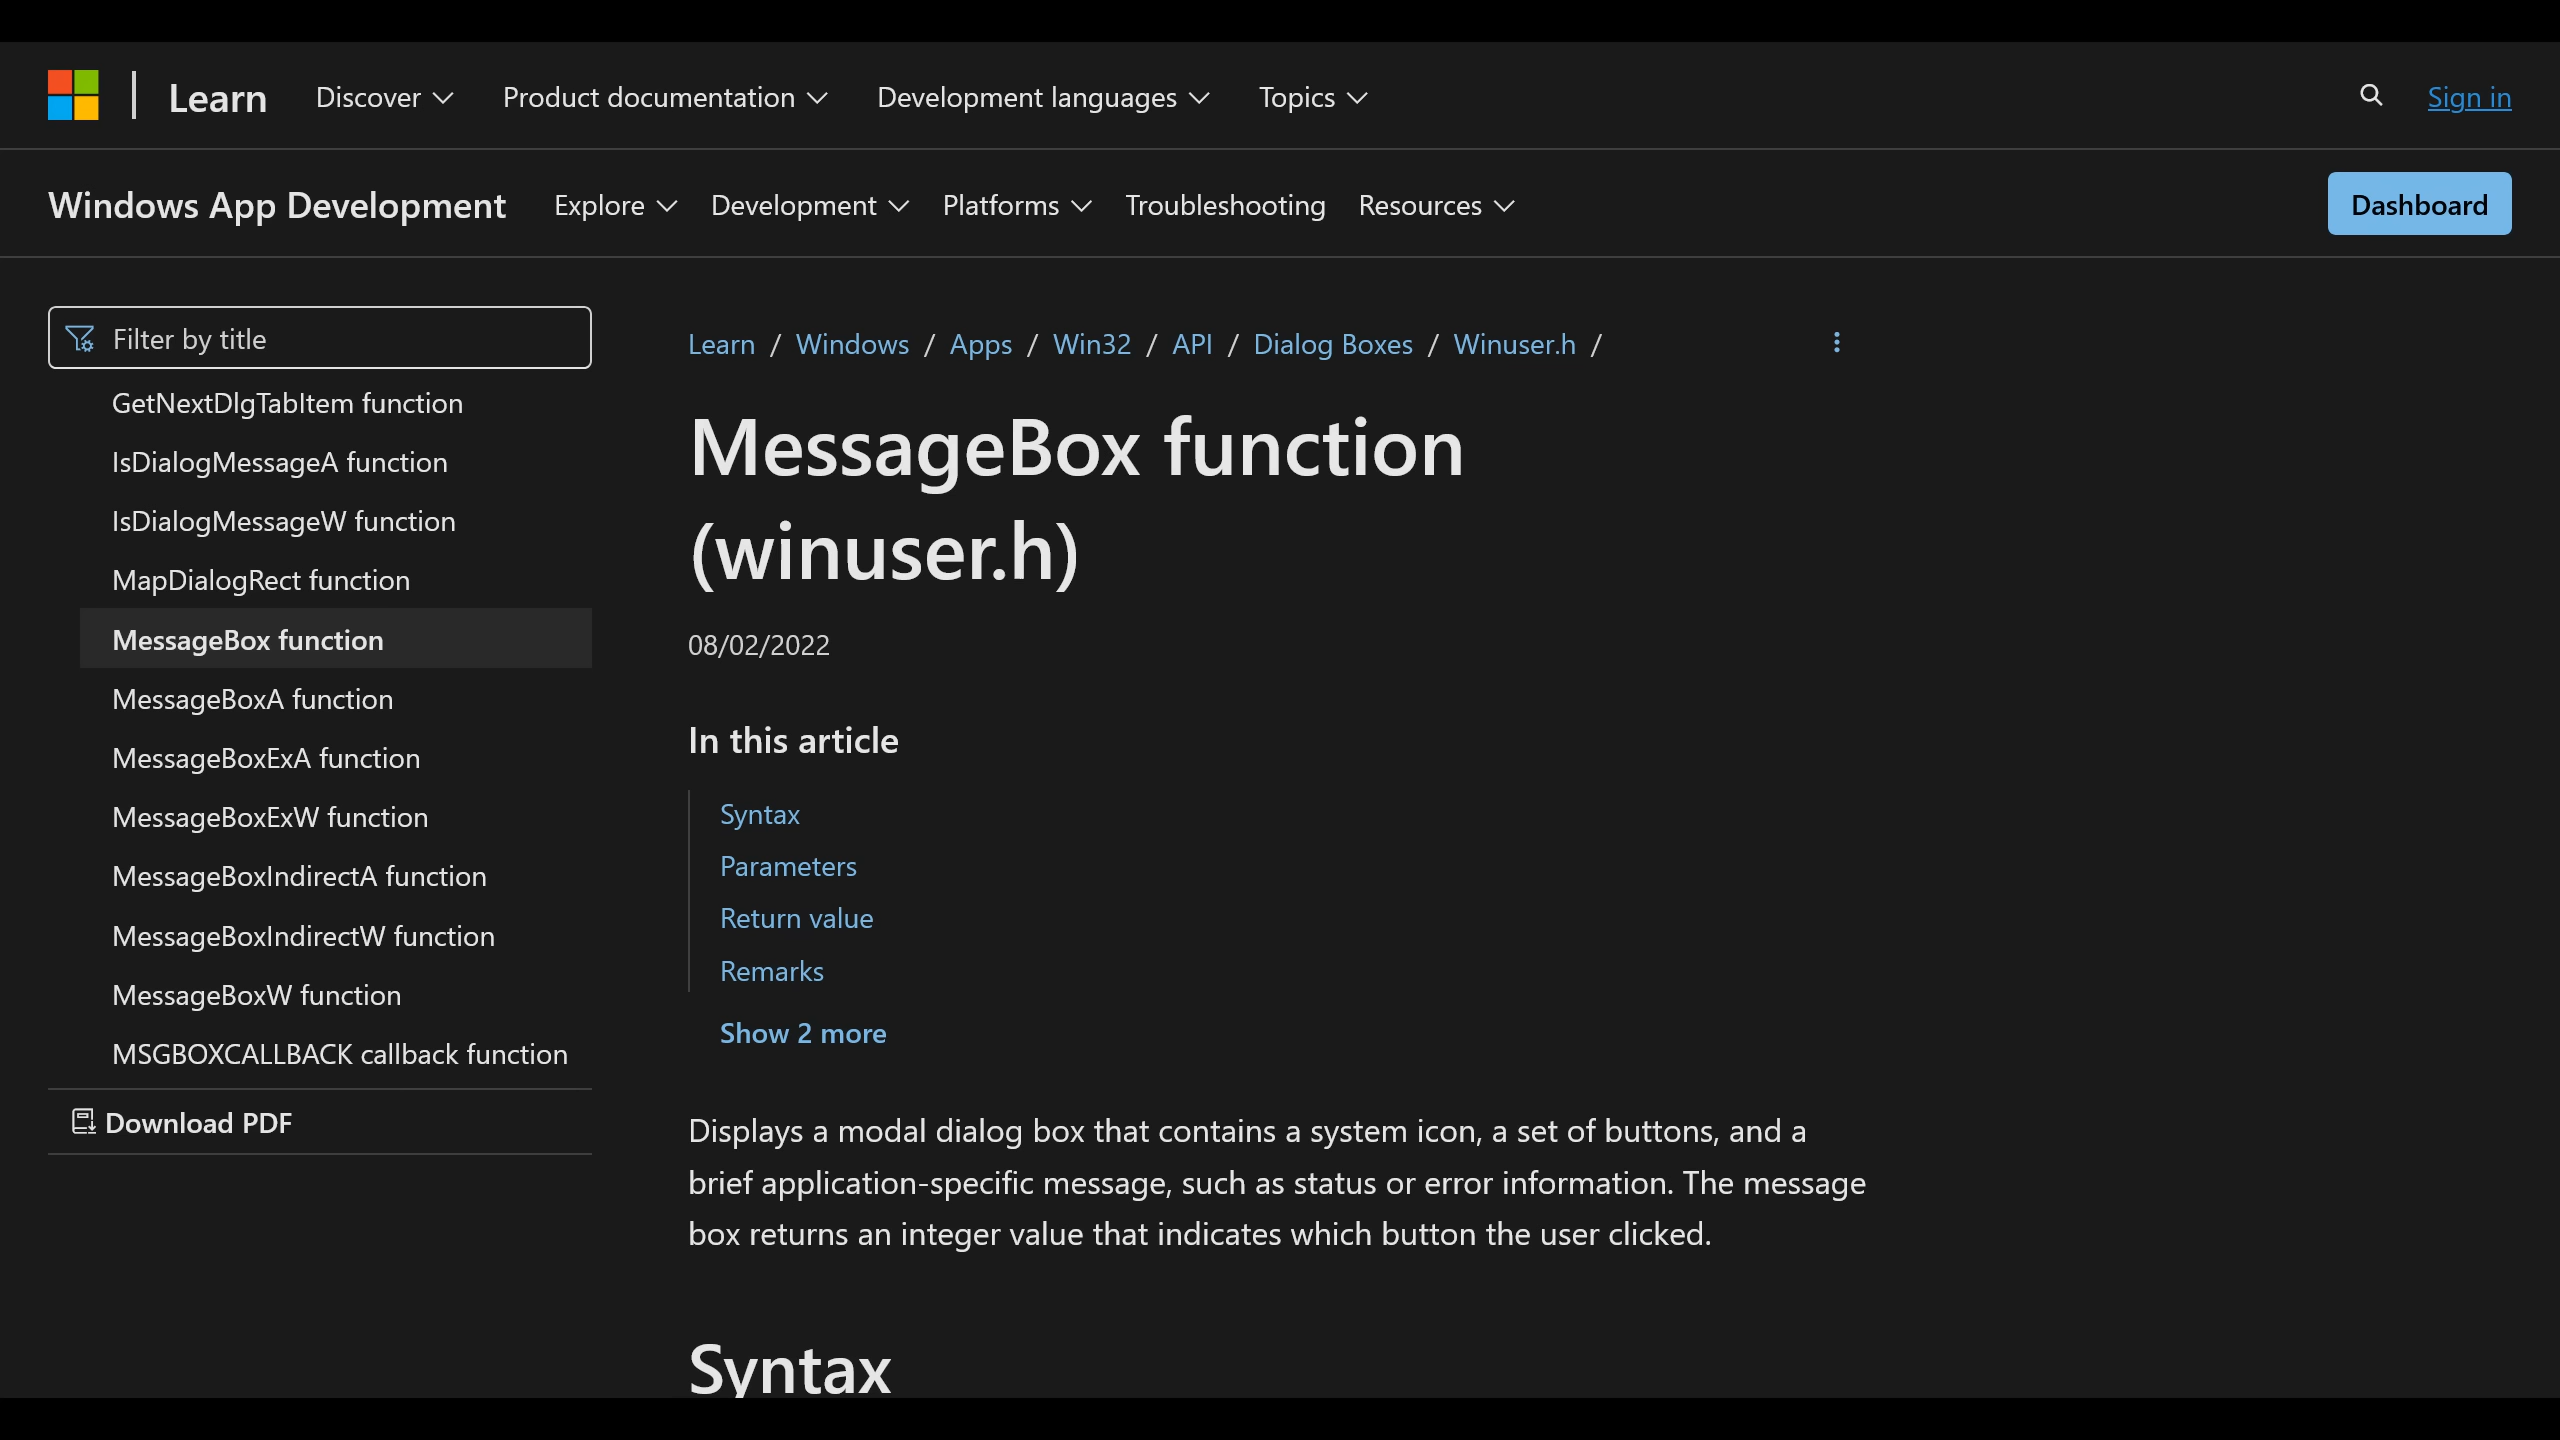 Learn
Discover
Product documentation
Development languages
Topics
Sign in
Windows App Development
Explore
Development
Platforms
Troubleshooting
Resources
Dashboard
Filter by title
GetNextDlgTabItem function
IsDialogMessageA function
IsDialogMessageW function
MapDialogRect function
MessageBox function
MessageBoxA function
MessageBoxExA function
MessageBoxExW function
MessageBoxIndirectA function
MessageBoxIndirectW function
MessageBoxW function
MSGBOXCALLBACK callback function
Download PDF
Learn / Windows / Apps / Win32 / API / Dialog Boxes / Winuser.h /
MessageBox function
(winuser.h)
08/02/2022
In this article
Syntax
Parameters
Return value
Remarks
Show 2 more
Displays a modal dialog box that contains a system icon, a set of buttons, and a
brief application-specific message, such as status or error information. The message
box returns an integer value that indicates which button the user clicked.
Syntax